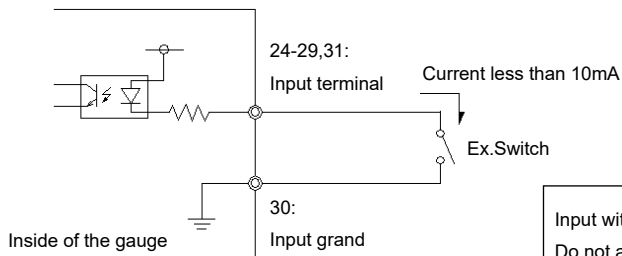 24-29,31:
Input terminal
Current less than 10mA
Ex.Switch
30:
Input grand
Inside of the gauge
Input wit
Do not a